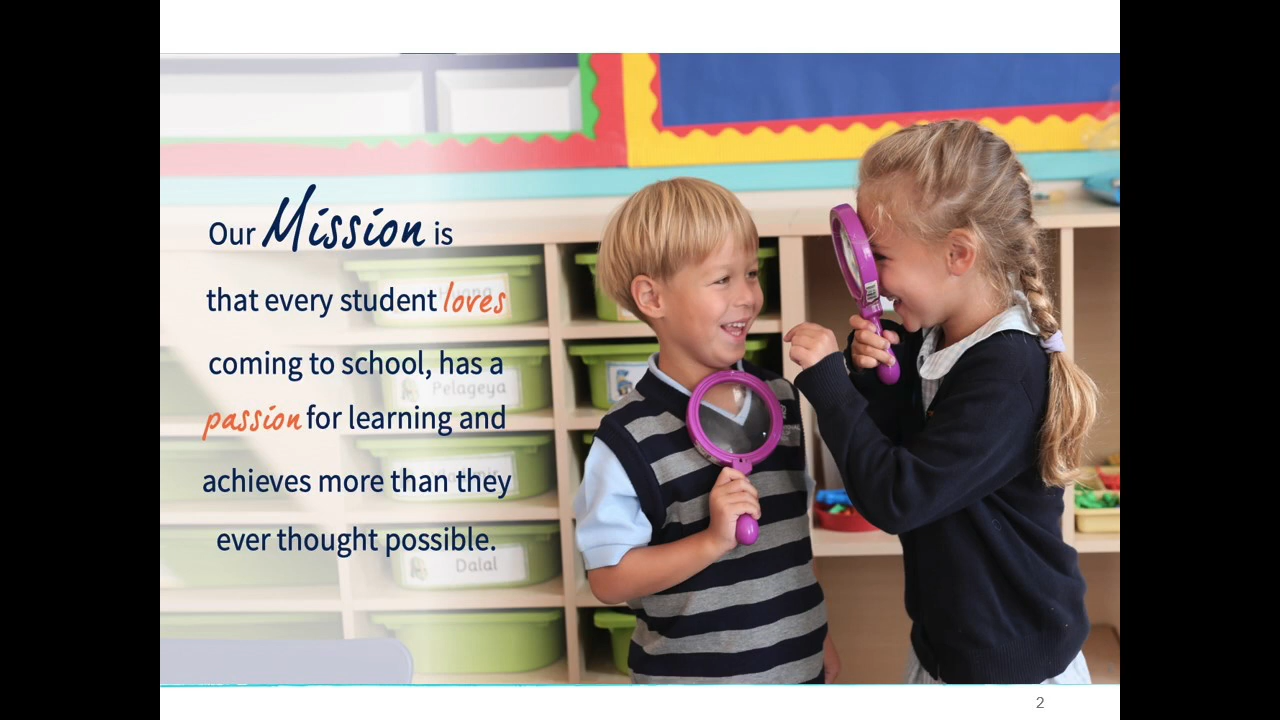 Our Mission is
that every student loves
coming to school, has a
passion for learning and
achieves more than they
ever thought possible.
Pelageya
Dalal
2